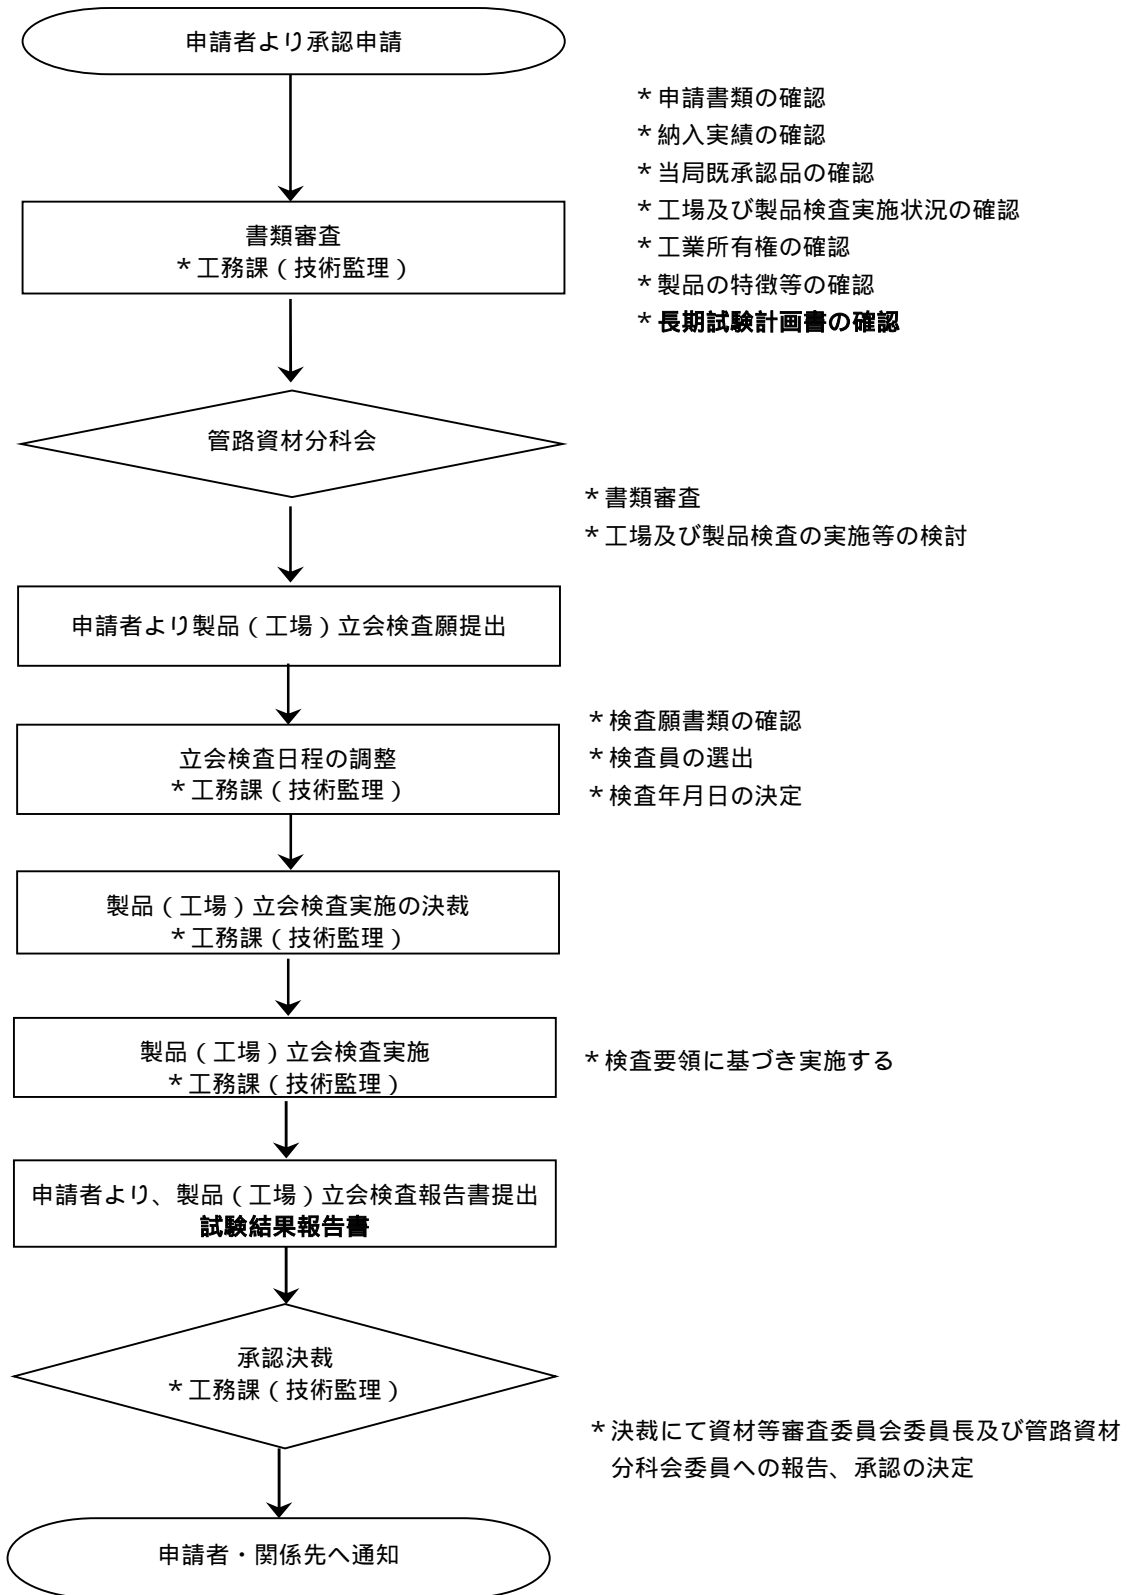 申請者より承認申請
＊申請書類の確認
＊納入実績の確認
＊当局既承認品の確認
＊工場及び製品検査実施状況の確認
＊工業所有権の確認
＊製品の特徴等の確認
＊長期試験計画書の確認
書類審査
＊工務課（技術監理）
管路資材分科会
＊書類審査
＊工場及び製品検査の実施等の検討
申請者より製品（工場）立会検査願提出
立会検査日程の調整
＊工務課（技術監理）
＊検査願書類の確認
＊検査員の選出
＊検査年月日の決定
製品（工場）立会検査実施の決裁
＊工務課（技術監理）
製品（工場）立会検査実施
＊工務課（技術監理）
＊検査要領に基づき実施する
申請者より、製品（工場）立会検査報告書提出
試験結果報告書
承認決裁
＊工務課（技術監理）
＊決裁にて資材等審査委員会委員長及び管路資材
分科会委員への報告、承認の決定
申請者・関係先へ通知